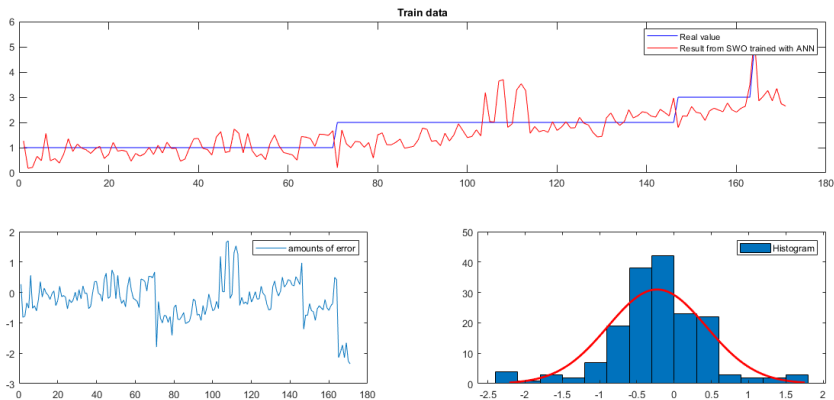 Train data
6
5
4
3
2
1
0
Real value
Result from SWO trained with ANN
0 20 40 60 80 100 120 140 160 180
2
1
0
-1
-2
-3
amounts of error
0 20 40 60 80 100 120 140 160 180
50
40
30
20
10
0
Histogram
-2.5 -2 -1.5 -1 -0.5 0 0.5 1 1.5 2